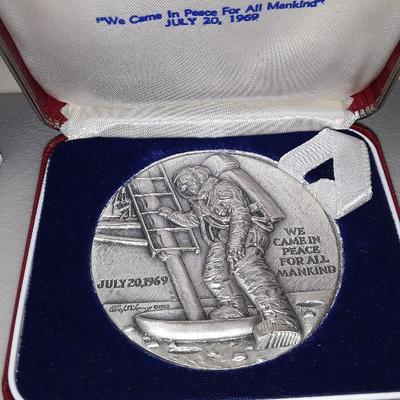 "We Came In Peace For All Mankind"
JULY 20, 1969
WE
CAME IN
PEACE
FOR ALL
MANKIND
JULY 20,1969